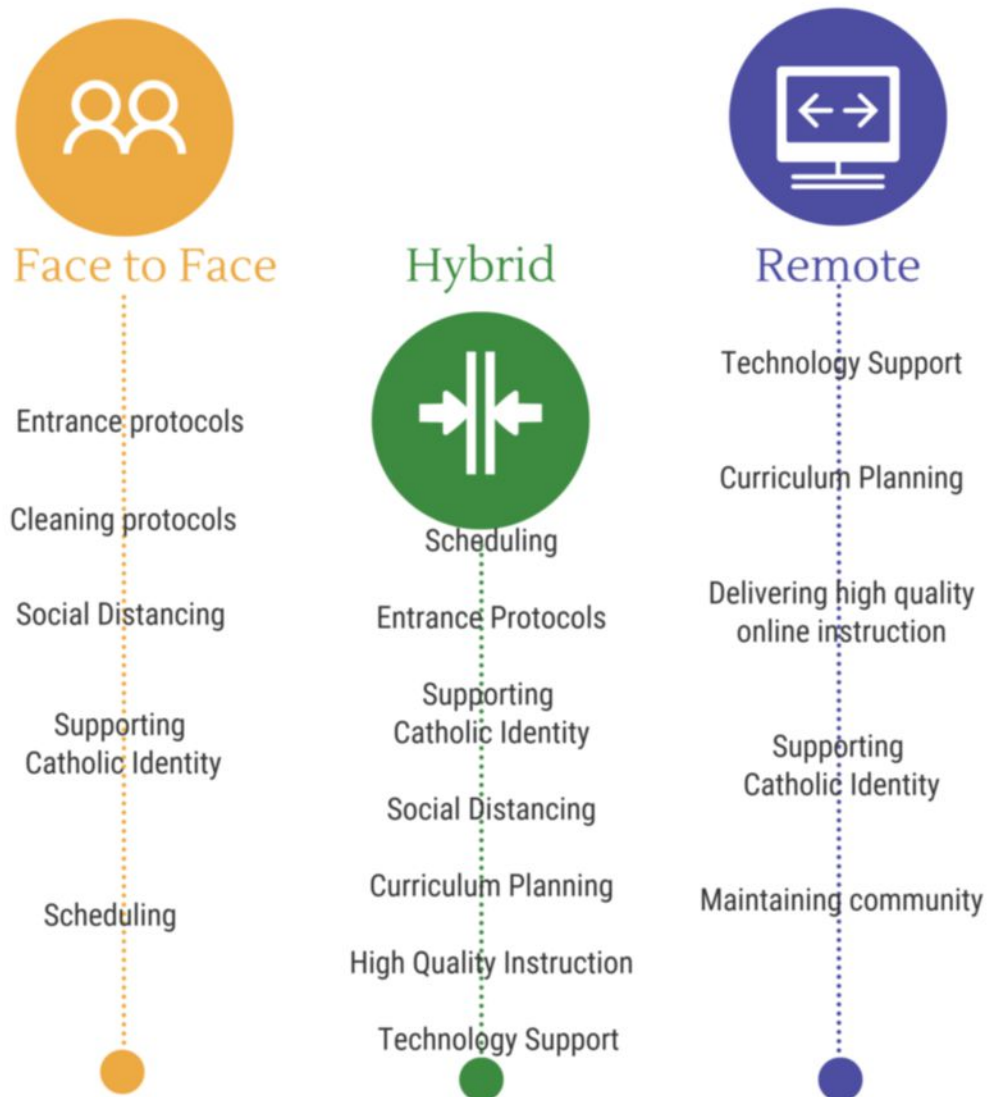 Face to Face
Entrance protocols
Cleaning protocols
Social Distancing
Supporting
Catholic Identity
Scheduling
Hybrid
Scheduling
Entrance Protocols
Supporting
Catholic Identity
Social Distancing
Curriculum Planning
High Quality Instruction
Technology Support
Remote
Technology Support
Curriculum Planning
Delivering high quality
online instruction
Supporting
Catholic Identity
Maintaining community